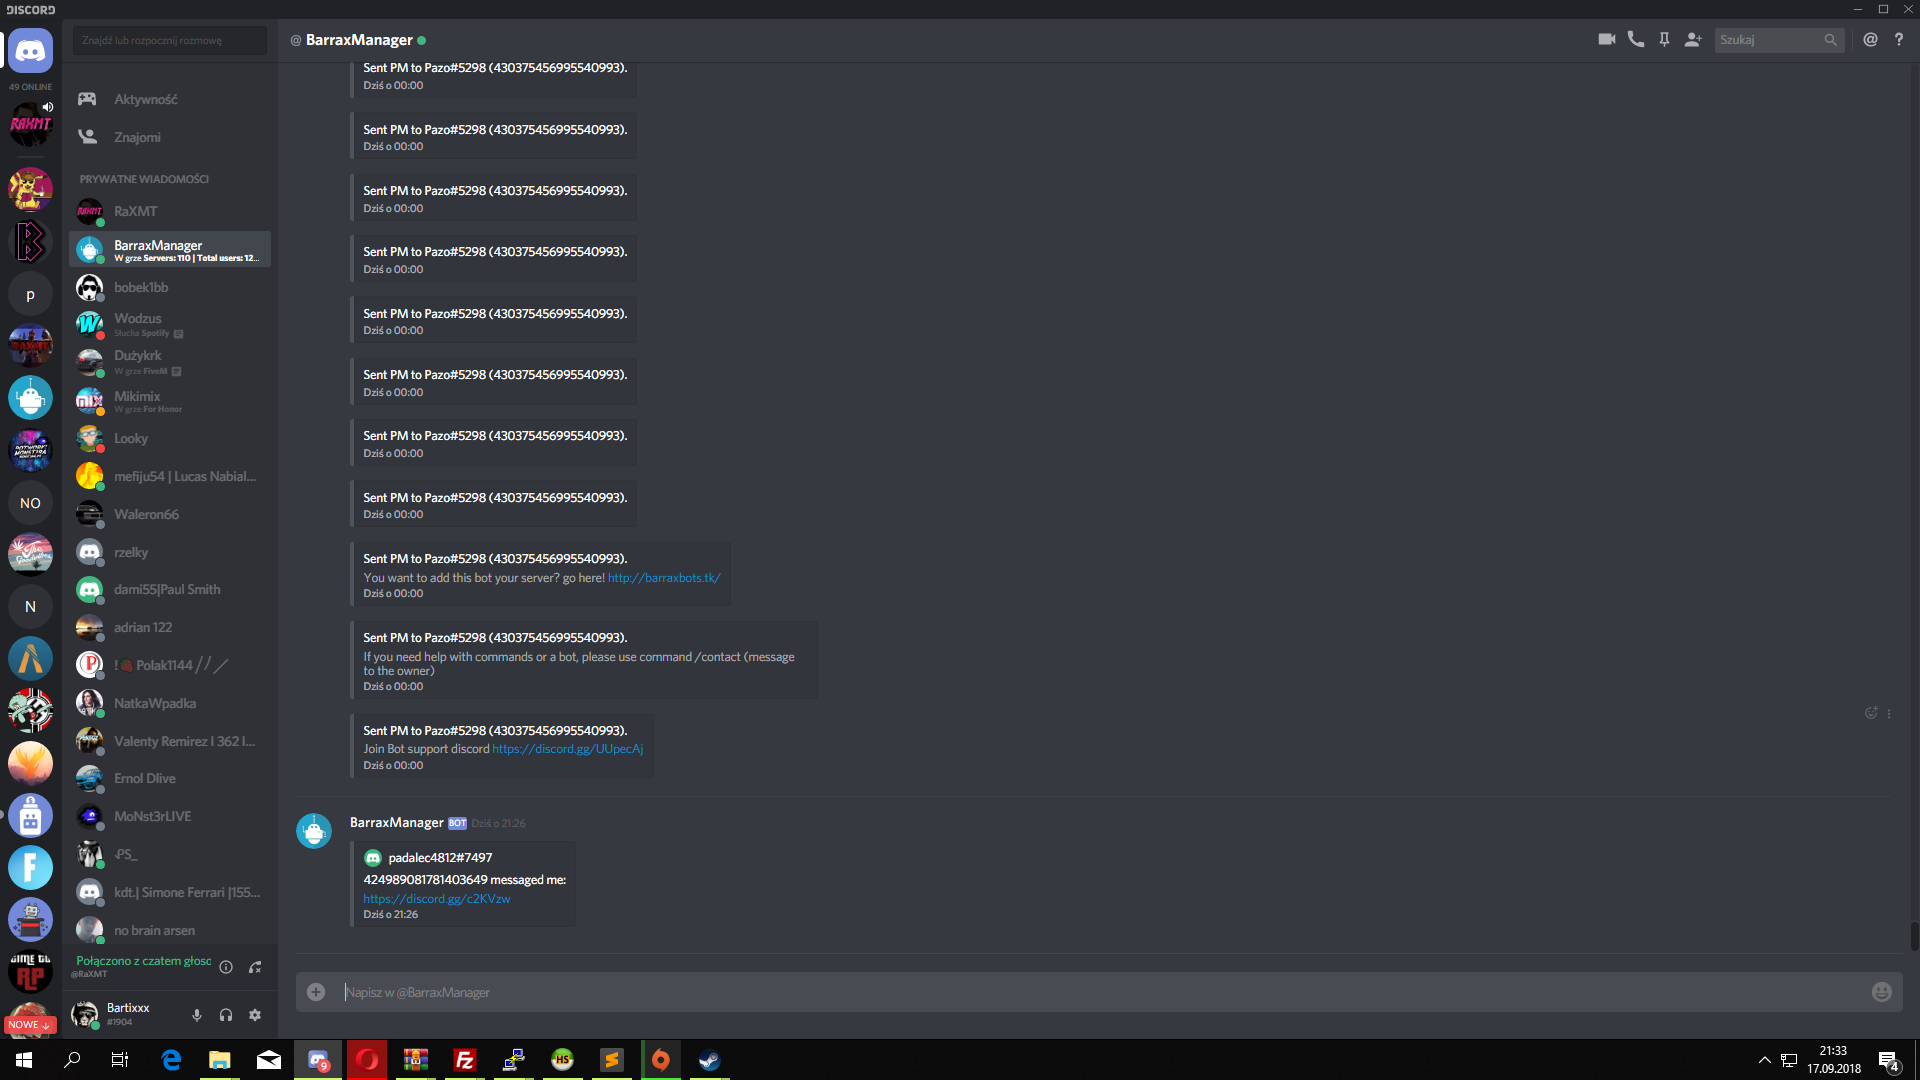 DISCORD
49 ONLINE
RAXMT
p
NO
N
F
GIME TO
RP
NOWE ↓
Znajdź lub rozpocznij rozmowę
Aktywność
Znajomi
PRYWATNE WIADOMOŚCI
RaXMT
BarraxManager
W grze Servers: 110 | Total users: 12...
bobek1bb
Wodzus
Słucha Spotify
Dużykrk
W grze FiveM
Mikimix
W grze For Honor
Looky
mefiju54 | Lucas Nabial...
Waleron66
rzelky
dami55|Paul Smith
adrian 122
! Polak1144 ╱╱ ╱
NatkaWpadka
Valenty Remirez I 362 I...
Ernol Dlive
MoNst3rLIVE
kdt.| Simone Ferrari |155...
no brain arsen
Połączono z czatem głosc
@RaXMT
Bartixxx
#1904
@ BarraxManager
Szukaj
Sent PM to Pazo#5298 (430375456995540993).
Dziś o 00:00
Sent PM to Pazo#5298 (430375456995540993).
Dziś o 00:00
Sent PM to Pazo#5298 (430375456995540993).
Dziś o 00:00
Sent PM to Pazo#5298 (430375456995540993).
Dziś o 00:00
Sent PM to Pazo#5298 (430375456995540993).
Dziś o 00:00
Sent PM to Pazo#5298 (430375456995540993).
Dziś o 00:00
Sent PM to Pazo#5298 (430375456995540993).
Dziś o 00:00
Sent PM to Pazo#5298 (430375456995540993).
Dziś o 00:00
Sent PM to Pazo#5298 (430375456995540993).
You want to add this bot your server? go here! http://barraxbots.tk/
Dziś o 00:00
Sent PM to Pazo#5298 (430375456995540993).
If you need help with commands or a bot, please use command /contact (message
to the owner)
Dziś o 00:00
Sent PM to Pazo#5298 (430375456995540993).
Join Bot support discord https://discord.gg/UUpecAj
Dziś o 00:00
BarraxManager BOT Dziś o 21:26
padalec4812#7497
424989081781403649 messaged me:
https://discord.gg/c2KVzw
Dziś o 21:26
Napisz w @BarraxManager
9
HS
21:33
17.09.2018
4